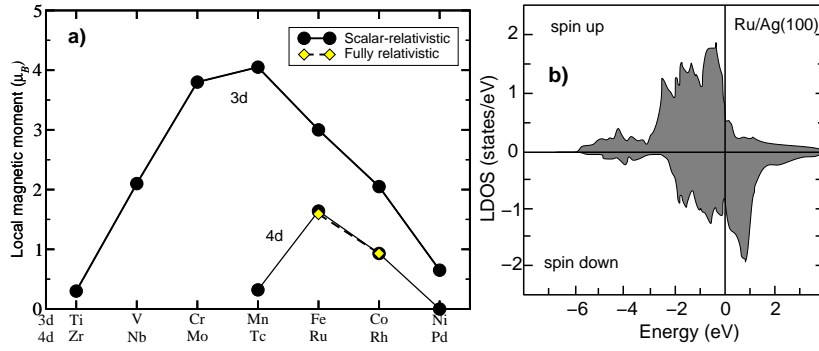 a)
Scalar-relativistic
Fully relativistic
Local magnetic moment (μB)
5
4
3
2
1
0
3d
4d
3d Ti V Cr Mn Fe Co Ni
4d Zr Nb Mo Tc Ru Rh Pd
spin up
Ru/Ag(100)
b)
LDOS (states/eV)
2
1
0
−1
−2
spin down
−6 −4 −2 0 2
Energy (eV)